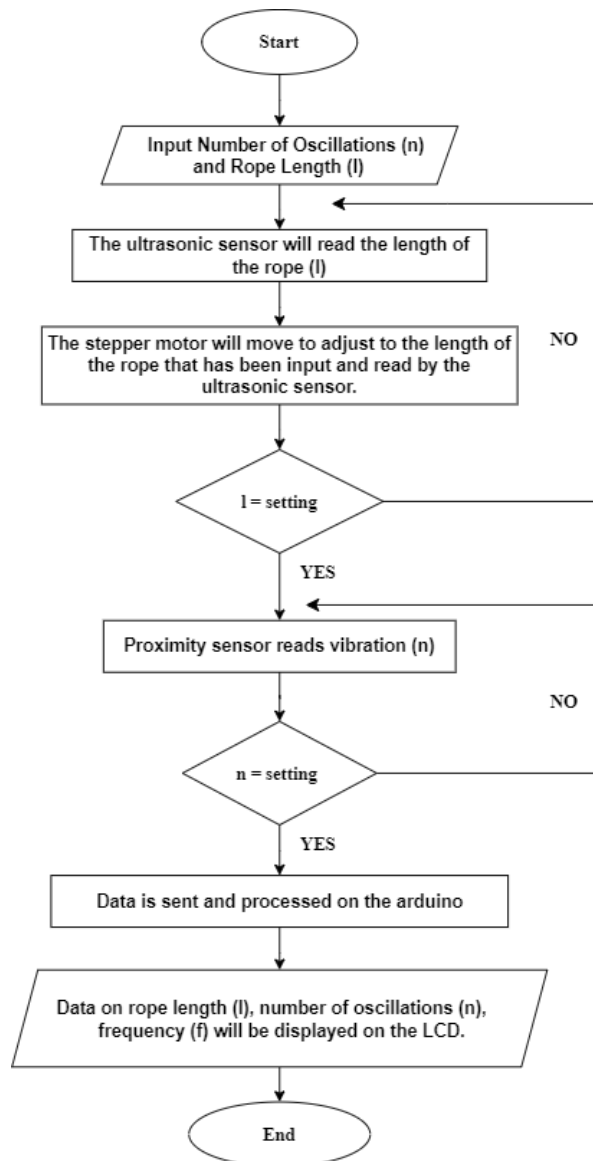 Start
Input Number of Oscillations (n)
and Rope Length (l)
The ultrasonic sensor will read the length of
the rope (l)
The stepper motor will move to adjust to the length of
the rope that has been input and read by the
ultrasonic sensor.
NO
l = setting
YES
Proximity sensor reads vibration (n)
NO
n = setting
YES
Data is sent and processed on the arduino
Data on rope length (l), number of oscillations (n),
frequency (f) will be displayed on the LCD.
End